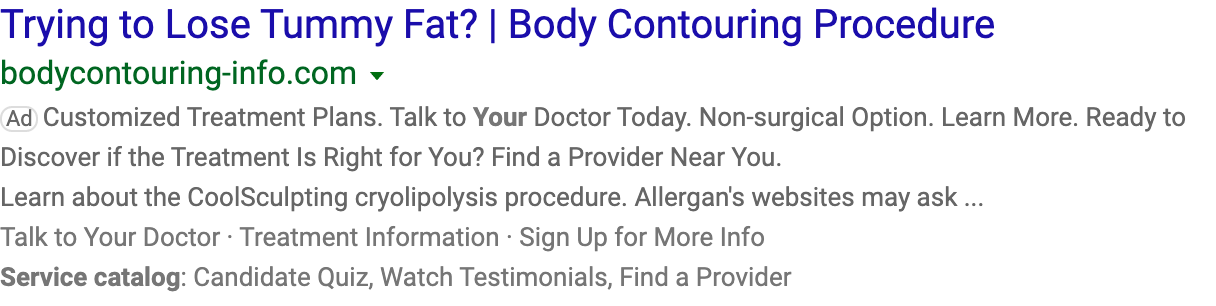 Trying to Lose Tummy Fat? | Body Contouring Procedure
bodycontouring-info.com
Ad Customized Treatment Plans. Talk to Your Doctor Today. Non-surgical Option. Learn More. Ready to
Discover if the Treatment Is Right for You? Find a Provider Near You.
Learn about the CoolSculpting cryolipolysis procedure. Allergan's websites may ask ...
Talk to Your Doctor · Treatment Information · Sign Up for More Info
Service catalog: Candidate Quiz, Watch Testimonials, Find a Provider